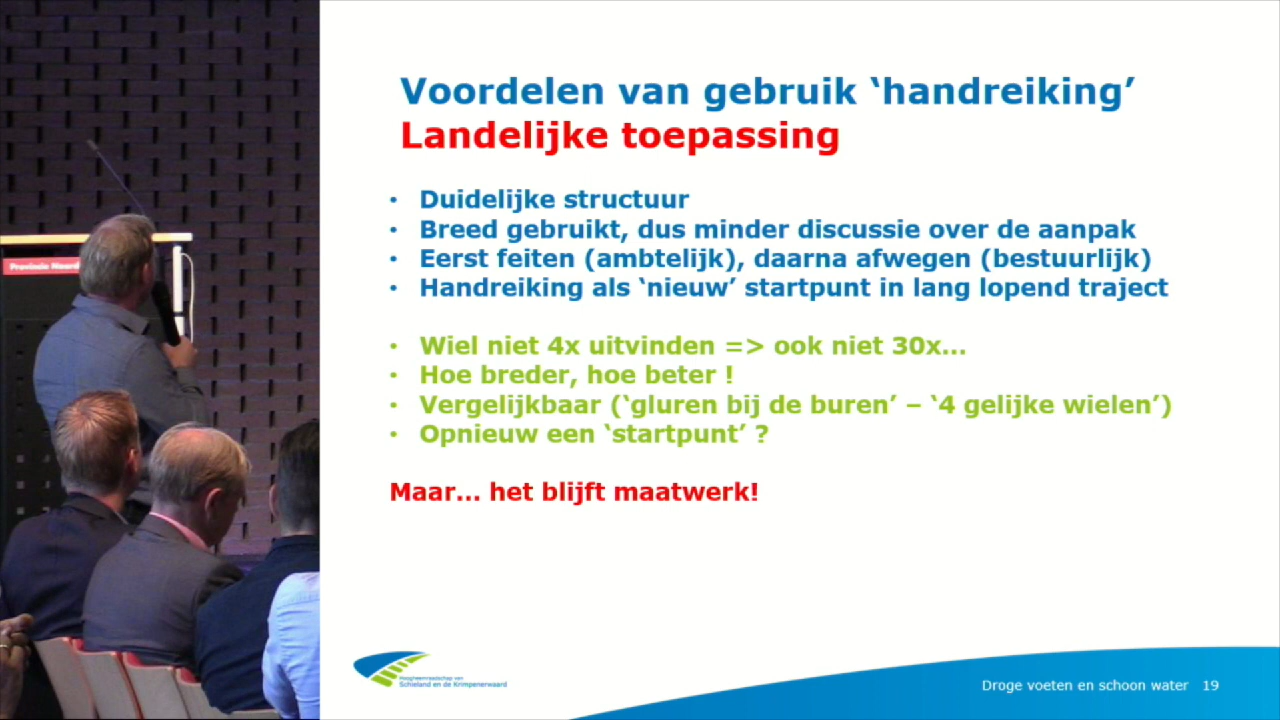 Voordelen van gebruik ‘handreiking’
Landelijke toepassing
• Duidelijke structuur
• Breed gebruikt, dus minder discussie over de aanpak
• Eerst feiten (ambtelijk), daarna afwegen (bestuurlijk)
• Handreiking als ‘nieuw’ startpunt in lang lopend traject
• Wiel niet 4x uitvinden => ook niet 30x...
• Hoe breder, hoe beter !
• Vergelijkbaar (‘gluren bij de buren’ – ‘4 gelijke wielen’)
• Opnieuw een ‘startpunt’ ?
Maar... het blijft maatwerk!
Provincie Noord
Hoogheemraadschap van
Schieland en de Krimpenerwaard
Droge voeten en schoon water 19